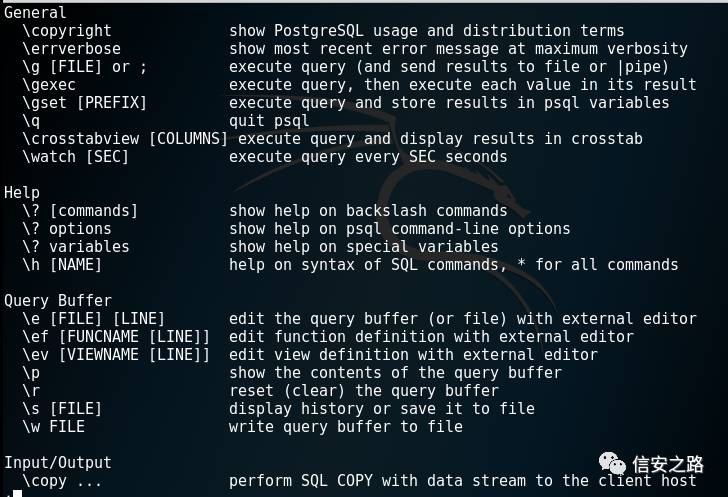 General
  \copyright             show PostgreSQL usage and distribution terms
  \errverbose            show most recent error message at maximum verbosity
  \g [FILE] or ;         execute query (and send results to file or |pipe)
  \gexec                 execute query, then execute each value in its result
  \gset [PREFIX]         execute query and store results in psql variables
  \q                     quit psql
  \crosstabview [COLUMNS] execute query and display results in crosstab
  \watch [SEC]           execute query every SEC seconds

Help
  \? [commands]          show help on backslash commands
  \? options             show help on psql command-line options
  \? variables           show help on special variables
  \h [NAME]              help on syntax of SQL commands, * for all commands

Query Buffer
  \e [FILE] [LINE]       edit the query buffer (or file) with external editor
  \ef [FUNCNAME [LINE]]  edit function definition with external editor
  \ev [VIEWNAME [LINE]]  edit view definition with external editor
  \p                     show the contents of the query buffer
  \r                     reset (clear) the query buffer
  \s [FILE]              display history or save it to file
  \w FILE                write query buffer to file

Input/Output
  \copy ...              perform SQL COPY with data stream to the client host
:
信安之路